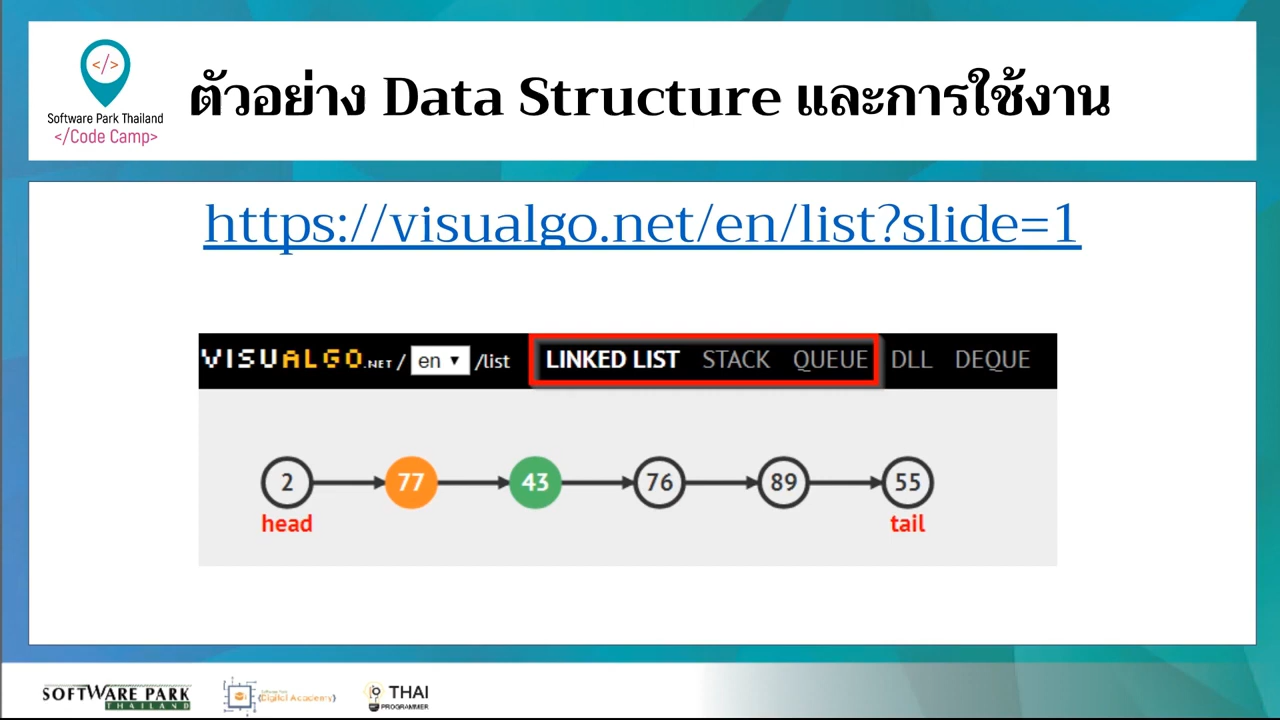 Software Park Thailand
</Code Camp>
ตัวอย่าง Data Structure และการใช้งาน
https://visualgo.net/en/list?slide=1
VISUALGO.NET / en /list LINKED LIST STACK QUEUE DLL DEQUE
2 77 43 76 89 55
head tail
SOFTWARE PARK
THAILAND
Digital Academy
THAI
PROGRAMMER